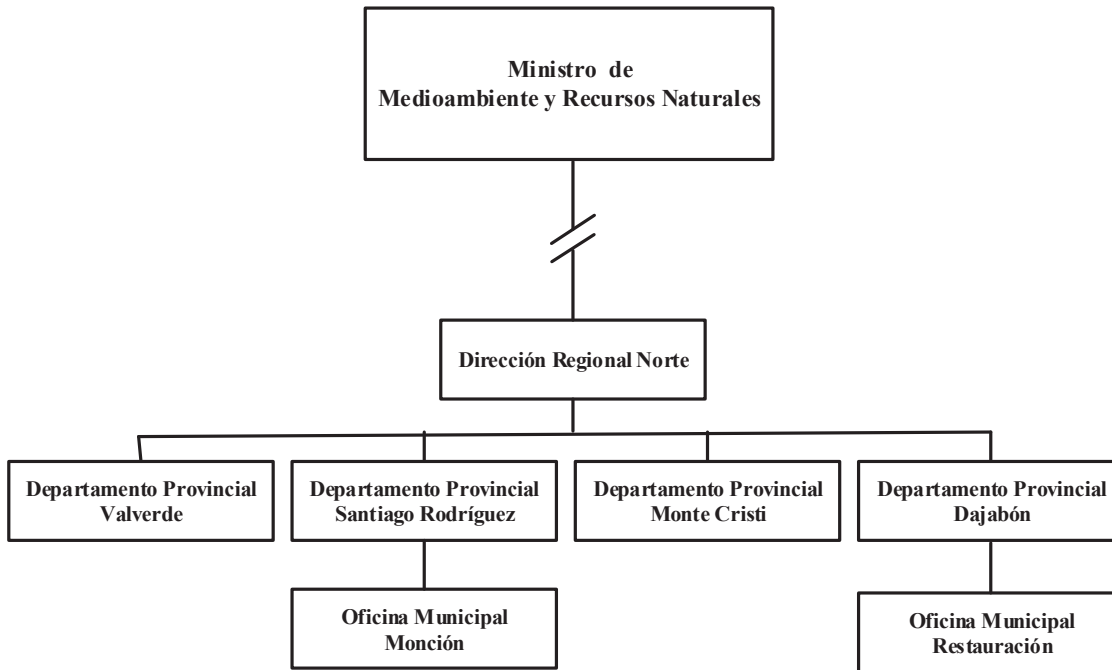 Ministro de
Medioambiente y Recursos Naturales
Dirección Regional Norte
Departamento Provincial
Valverde
Departamento Provincial
Santiago Rodríguez
Departamento Provincial
Monte Cristi
Departamento Provincial
Dajabón
Oficina Municipal
Monción
Oficina Municipal
Restauración